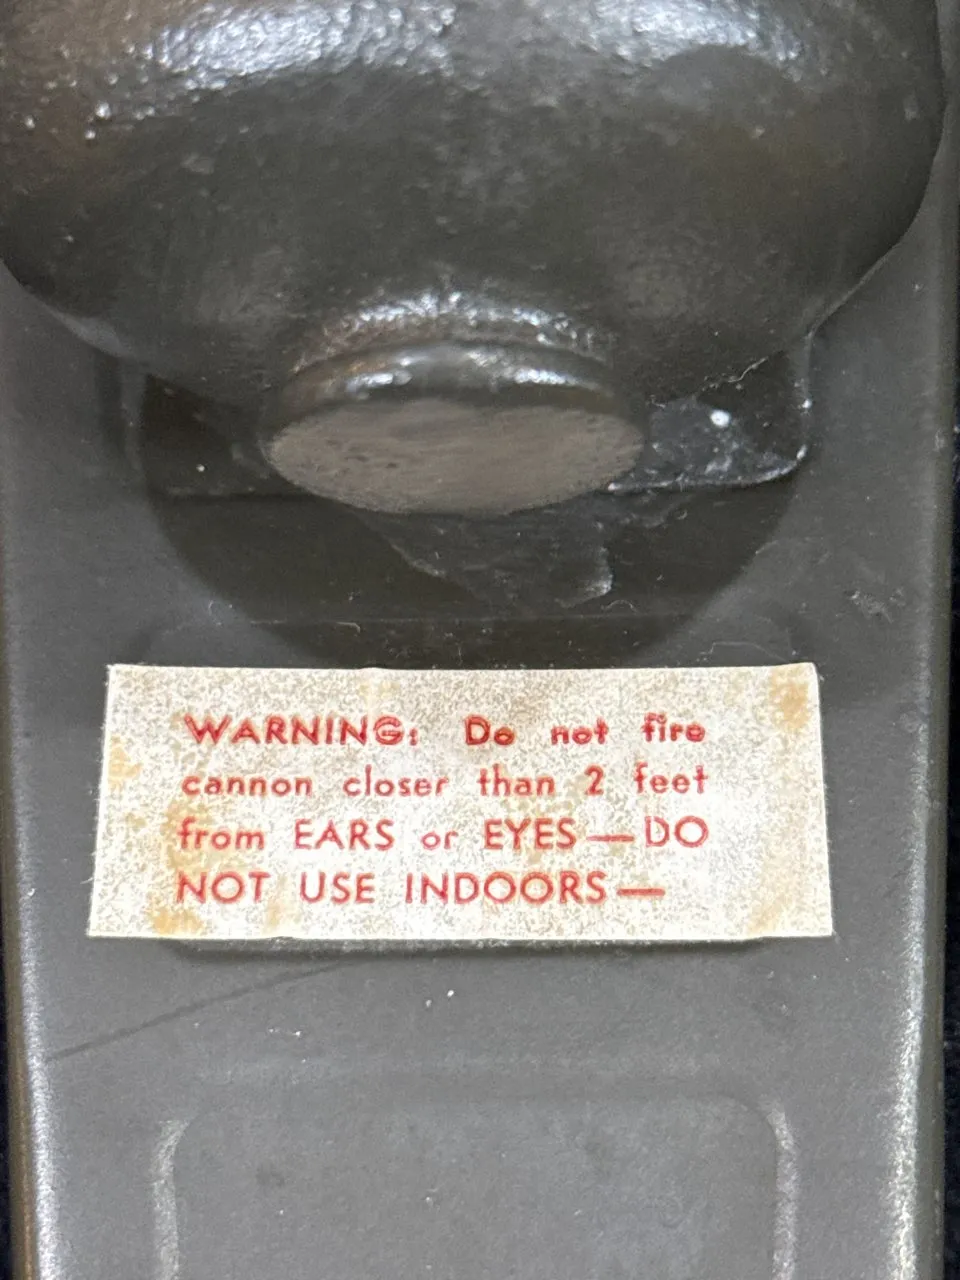 WARNING: Do not fire
cannon closer than 2 feet
from EARS or EYES—DO
NOT USE INDOORS—